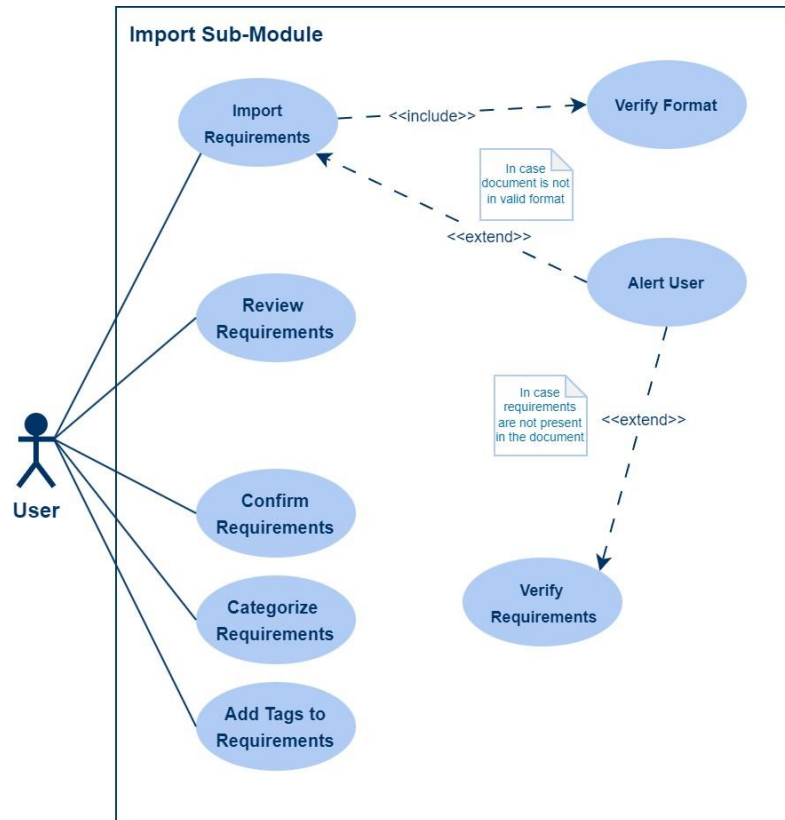 Import Sub-Module
Import
Requirements
<<include>>
Verify Format
In case
document is not
in valid format
<<extend>>
Alert User
Review
Requirements
In case
requirements
are not present
in the document
<<extend>>
User
Confirm
Requirements
Categorize
Requirements
Verify
Requirements
Add Tags to
Requirements